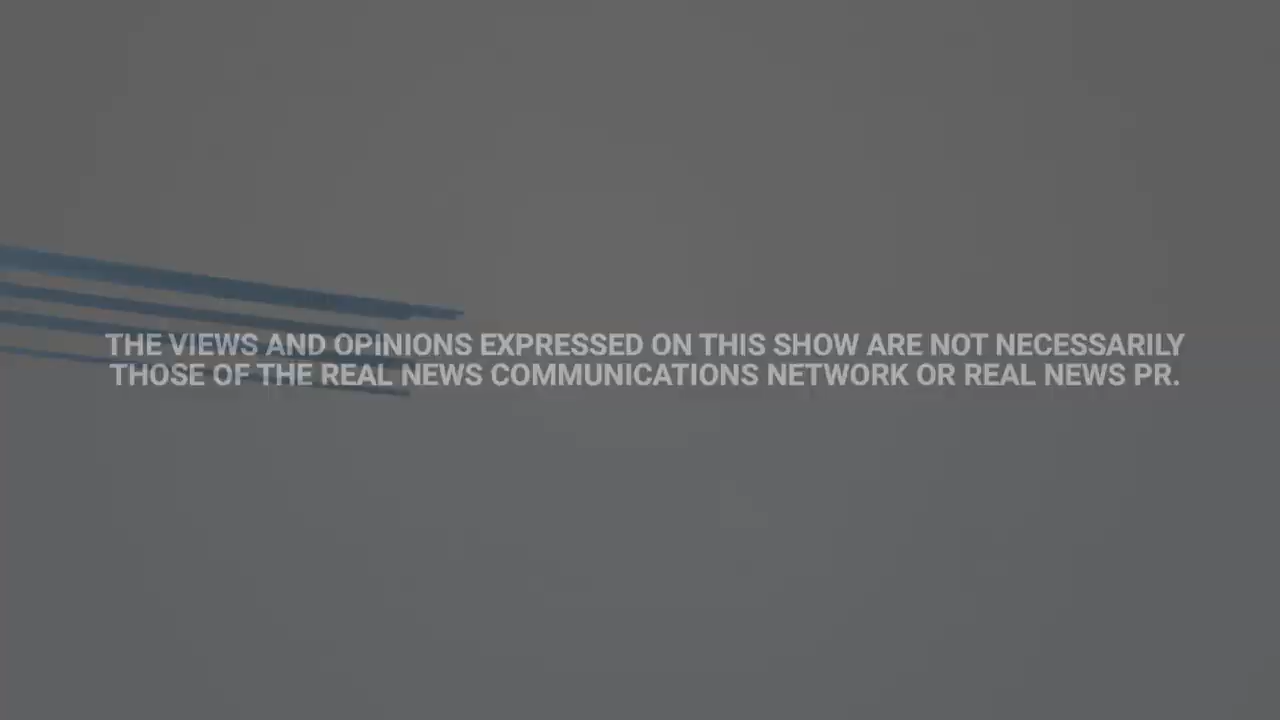 THE VIEWS AND OPINIONS EXPRESSED ON THIS SHOW ARE NOT NECESSARILY
THOSE OF THE REAL NEWS COMMUNICATIONS NETWORK OR REAL NEWS PR.